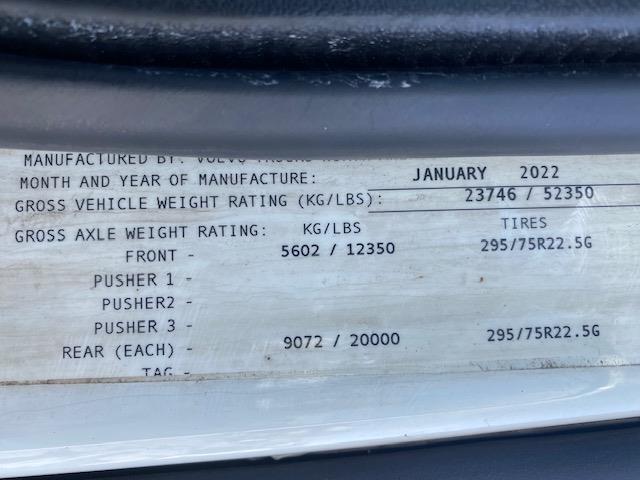 MANUFACTURED BY: VOLVO TRUCKS
MONTH AND YEAR OF MANUFACTURE: JANUARY 2022
GROSS VEHICLE WEIGHT RATING (KG/LBS): 23746 / 52350
GROSS AXLE WEIGHT RATING: KG/LBS TIRES
FRONT - 5602 / 12350 295/75R22.5G
PUSHER 1 -
PUSHER2 -
PUSHER 3 -
REAR (EACH) - 9072 / 20000 295/75R22.5G
TAG -